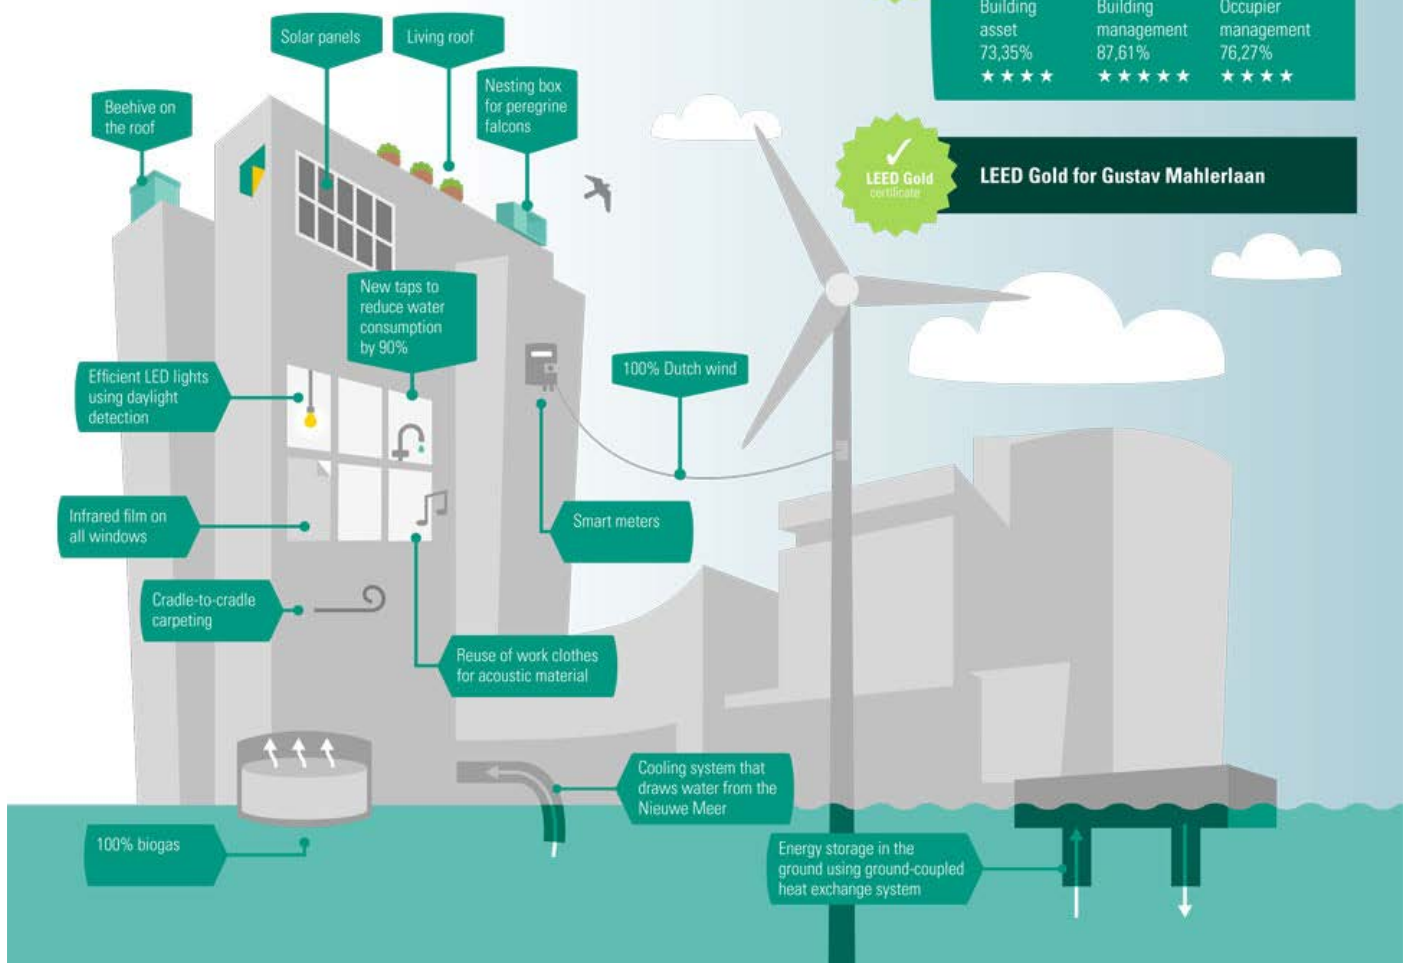 Building
asset
73,35%
★★★★
Building
management
87,61%
★★★★★
Occupier
management
76,27%
★★★★
LEED Gold
certificate
LEED Gold for Gustav Mahlerlaan
Solar panels
Living roof
Nesting box
for peregrine
falcons
Beehive on
the roof
New taps to
reduce water
consumption
by 90%
100% Dutch wind
Efficient LED lights
using daylight
detection
Infrared film on
all windows
Smart meters
Cradle-to-cradle
carpeting
Reuse of work clothes
for acoustic material
Cooling system that
draws water from the
Nieuwe Meer
100% biogas
Energy storage in the
ground using ground-coupled
heat exchange system